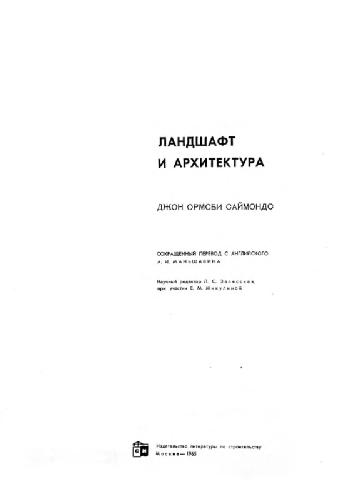 ЛАНДШАФТ
И АРХИТЕКТУРА
ДЖОН ОРМСБИ САЙМОНДС
СОКРАЩЕННЫЙ ПЕРЕВОД С АНГЛИЙСКОГО
А. И. МАНЬШАВИНА
Научный редактор Л. С. Залесская,
при участии Е. М. Микулиной
Издательство литературы по строительству
Москва—1965